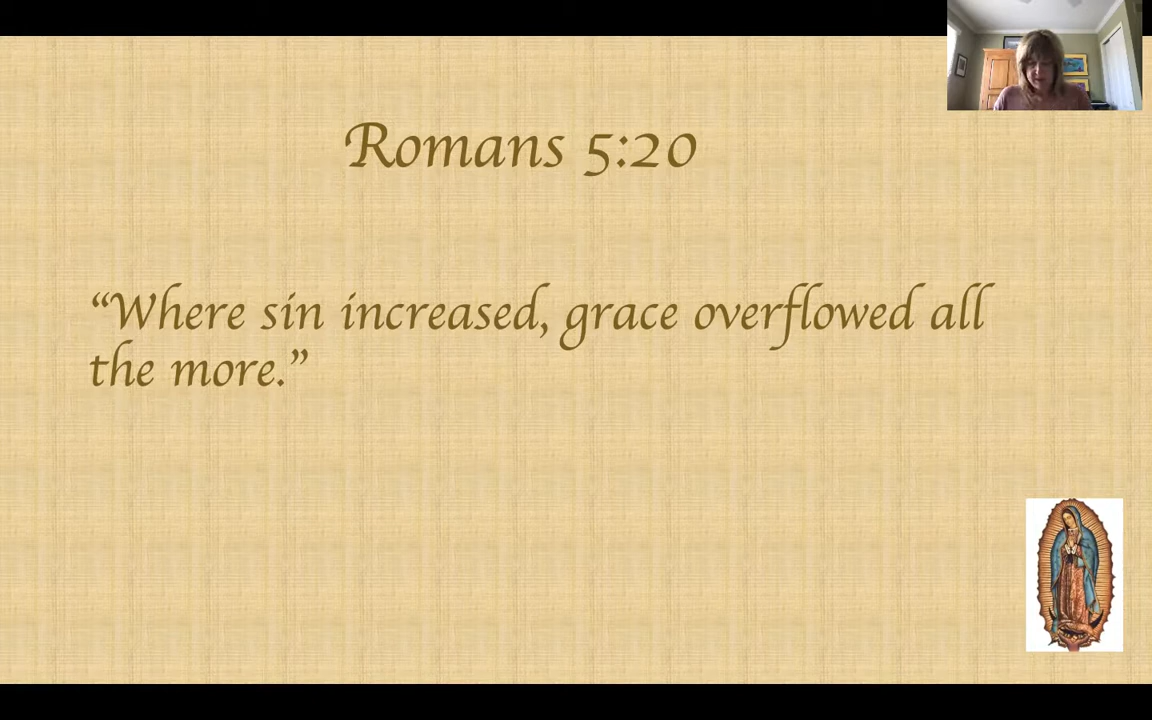 Romans 5:20
“Where sin increased, grace overflowed all
the more.”